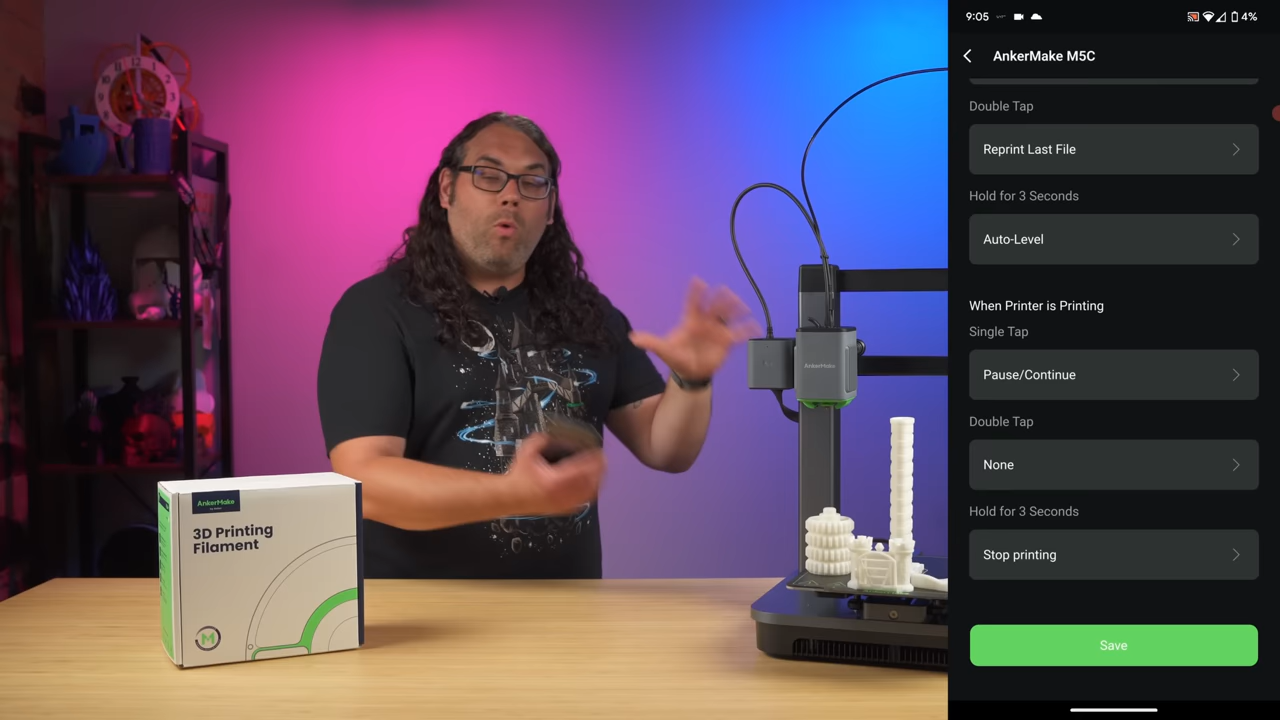 AnkerMake
3D Printing
Filament
AnkerMake
9:05
4%
AnkerMake M5C
Double Tap
Reprint Last File
Hold for 3 Seconds
Auto-Level
When Printer is Printing
Single Tap
Pause/Continue
Double Tap
None
Hold for 3 Seconds
Stop printing
Save